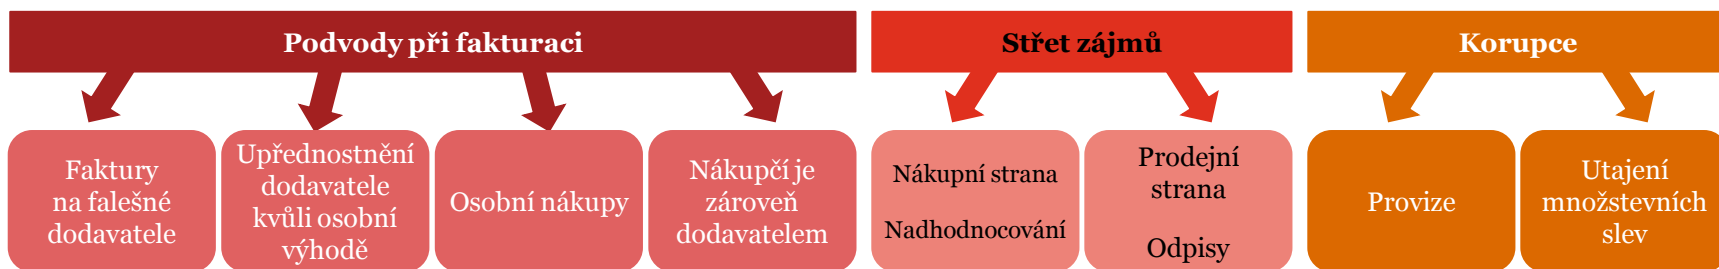 Podvody při fakturaci
Střet zájmů
Korupce
Faktury
na falešné
dodavatele
Upřednostnění
dodavatele
kvůli osobní
výhodě
Osobní nákupy
Nákupčí je
zároveň
dodavatelem
Nákupní strana
Nadhodnocování
Prodejní
strana
Odpisy
Provize
Utajení
množstevních
slev